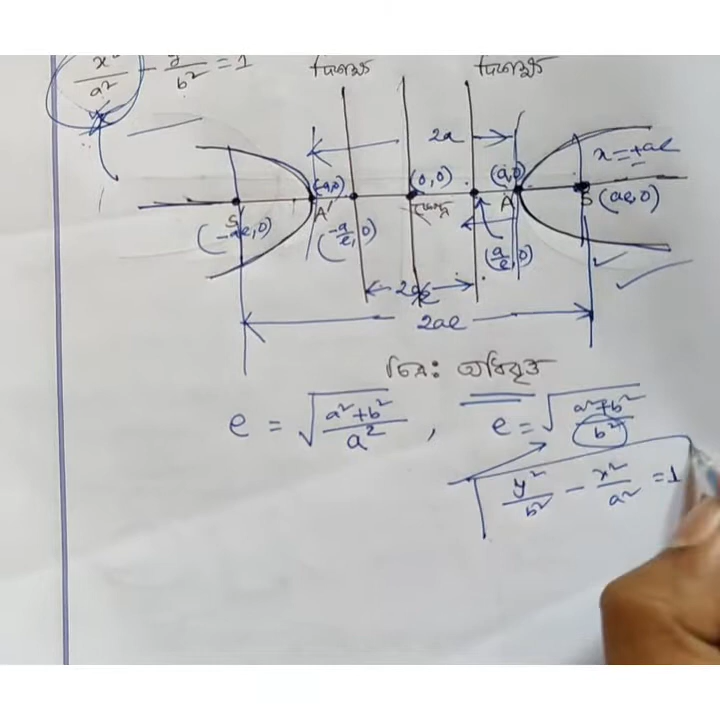 x²/a² - y²/b² = 1
নিয়ামক নিয়ামক
2a
x = ±ae
(-a,0) (0,0) (a,0)
S A' কেন্দ্র A S (ae,0)
(-ae,0) (-a/e,0) (a/e,0)
2ae
চিত্র: অধিবৃত্ত
e = √(a²+b²/a²) , e = √(a²+b²/b²)
y²/b² - x²/a² = 1